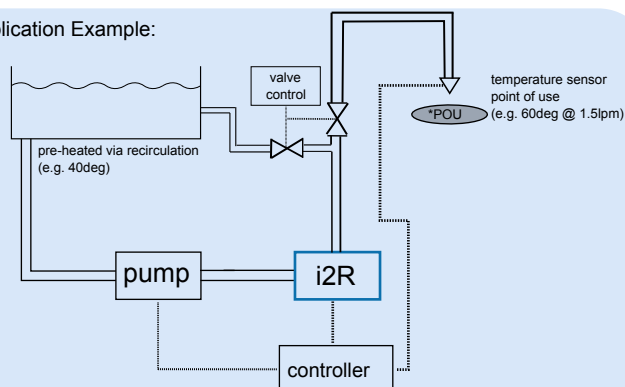 plication Example:
valve
control
temperature sensor
point of use
(e.g. 60deg @ 1.5lpm)
*POU
pre-heated via recirculation
(e.g. 40deg)
pump
i2R
controller